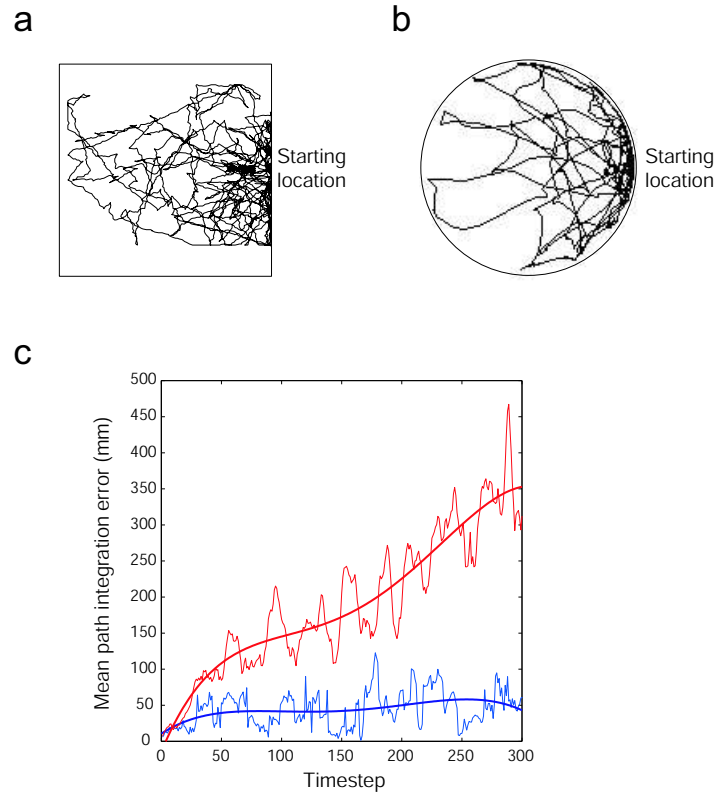 a
b
Starting
location
Starting
location
c
Mean path integration error (mm)
500
450
400
350
300
250
200
150
100
50
0
0 50 100 150 200 250 300
Timestep